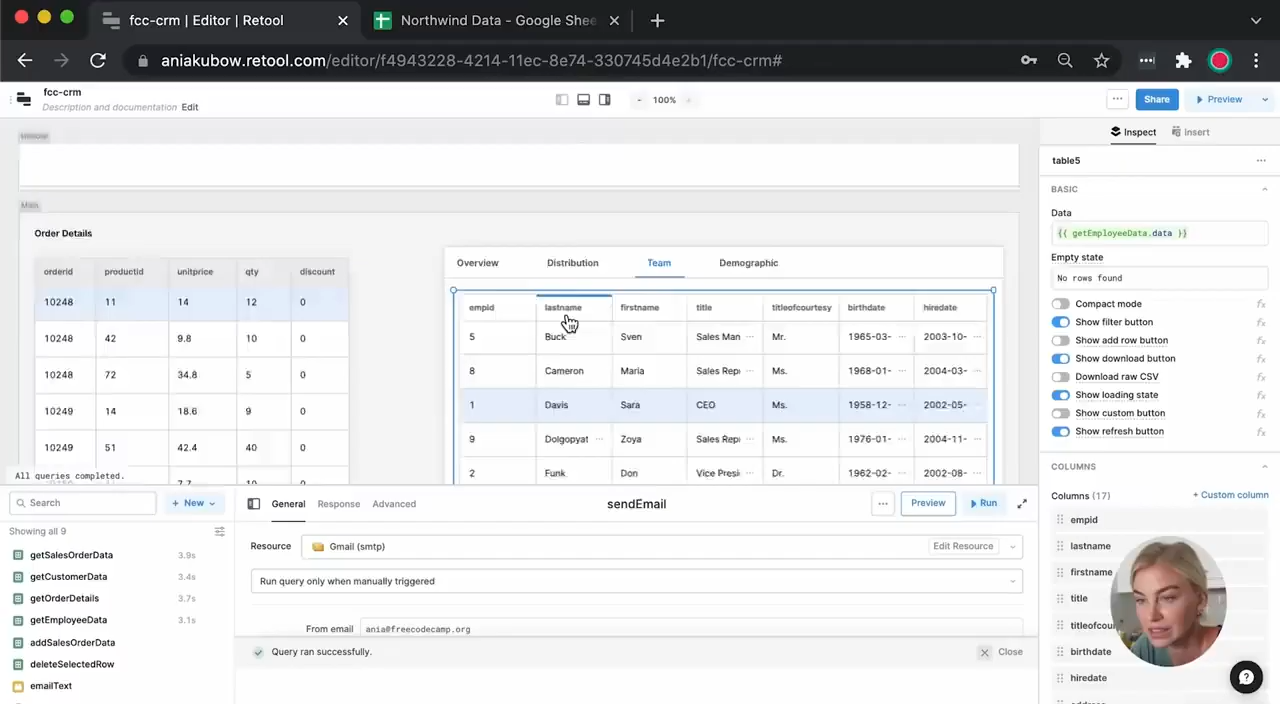 fcc-crm | Editor | Retool
Northwind Data - Google Shee
aniakubow.retool.com/editor/f4943228-4214-11ec-8e74-330745d4e2b1/fcc-crm#
fcc-crm
Description and documentation Edit
- 100% +
Share
Preview
Inspect
Insert
table5
BASIC
Data
{{ getEmployeeData.data }}
Empty state
No rows found
Compact mode
Show filter button
Show add row button
Show download button
Download raw CSV
Show loading state
Show custom button
Show refresh button
COLUMNS
Columns (17)
+ Custom column
empid
lastname
firstname
title
titleofcou
birthdate
hiredate
Main
Order Details
orderid productid unitprice qty discount
10248 11 14 12 0
10248 42 9.8 10 0
10248 72 34.8 5 0
10249 14 18.6 9 0
10249 51 42.4 40 0
Overview Distribution Team Demographic
empid lastname firstname title titleofcourtesy birthdate hiredate
5 Buck Sven Sales Man ··· Mr. 1965-03- ··· 2003-10- ···
8 Cameron Maria Sales Repr ··· Ms. 1968-01- ··· 2004-03- ···
1 Davis Sara CEO Ms. 1958-12- ··· 2002-05- ···
9 Dolgopyat ··· Zoya Sales Repr ··· Ms. 1976-01- ··· 2004-11- ···
2 Funk Don Vice Presi ··· Dr. 1962-02- ··· 2002-08- ···
All queries completed.
Search
+ New
Showing all 9
getSalesOrderData 3.9s
getCustomerData 3.4s
getOrderDetails 3.7s
getEmployeeData 3.1s
addSalesOrderData
deleteSelectedRow
emailText
General Response Advanced
sendEmail
Preview
Run
Resource
Gmail (smtp)
Edit Resource
Run query only when manually triggered
From email
ania@freecodecamp.org
Query ran successfully.
Close